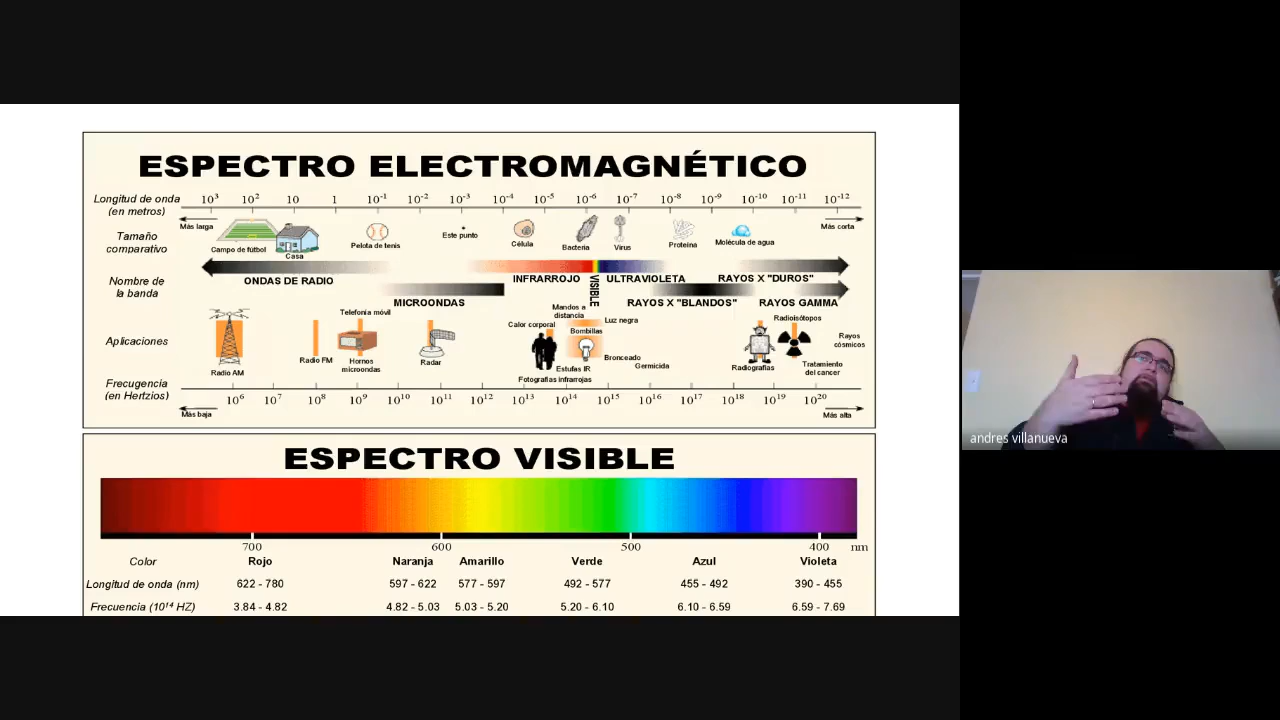 ESPECTRO ELECTROMAGNÉTICO
Longitud de onda
(en metros)
10³ 10² 10 1 10⁻¹ 10⁻² 10⁻³ 10⁻⁴ 10⁻⁵ 10⁻⁶ 10⁻⁷ 10⁻⁸ 10⁻⁹ 10⁻¹⁰ 10⁻¹¹ 10⁻¹²
Más larga
Más corta
Tamaño
comparativo
Campo de fútbol
Casa
Pelota de tenis
Este punto
Célula
Bacteria
Virus
Proteína
Molécula de agua
Nombre de
la banda
ONDAS DE RADIO
MICROONDAS
INFRARROJO
VISIBLE
ULTRAVIOLETA
RAYOS X "DUROS"
RAYOS X "BLANDOS"
RAYOS GAMMA
Aplicaciones
Radio AM
Radio FM
Telefonía móvil
Hornos
microondas
Radar
Calor corporal
Mandos a
distancia
Bombillas
Luz negra
Estufas IR
Fotografías infrarrojas
Bronceado
Germicida
Radiografías
Radioisótopos
Tratamiento
del cancer
Rayos
cósmicos
Frecugencia
(en Hertzios)
10⁶ 10⁷ 10⁸ 10⁹ 10¹⁰ 10¹¹ 10¹² 10¹³ 10¹⁴ 10¹⁵ 10¹⁶ 10¹⁷ 10¹⁸ 10¹⁹ 10²⁰
Más baja
Más alta
ESPECTRO VISIBLE
700 600 500 400 nm
Color Rojo Naranja Amarillo Verde Azul Violeta
Longitud de onda (nm) 622 - 780 597 - 622 577 - 597 492 - 577 455 - 492 390 - 455
Frecuencia (10¹⁴ HZ) 3.84 - 4.82 4.82 - 5.03 5.03 - 5.20 5.20 - 6.10 6.10 - 6.59 6.59 - 7.69
andres villanueva